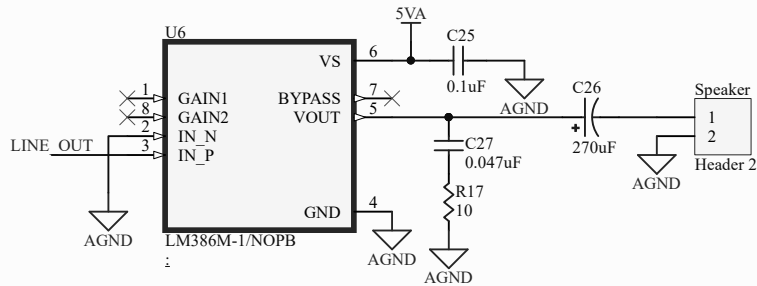 U6
5VA
C25
VS
6
0.1uF
AGND
C26
Speaker
1
GAIN1
BYPASS
7
8
GAIN2
VOUT
5
2
IN_N
LINE_OUT
3
IN_P
C27
0.047uF
+
270uF
1
2
Header 2
AGND
R17
10
GND
4
AGND
LM386M-1/NOPB
:
AGND
AGND